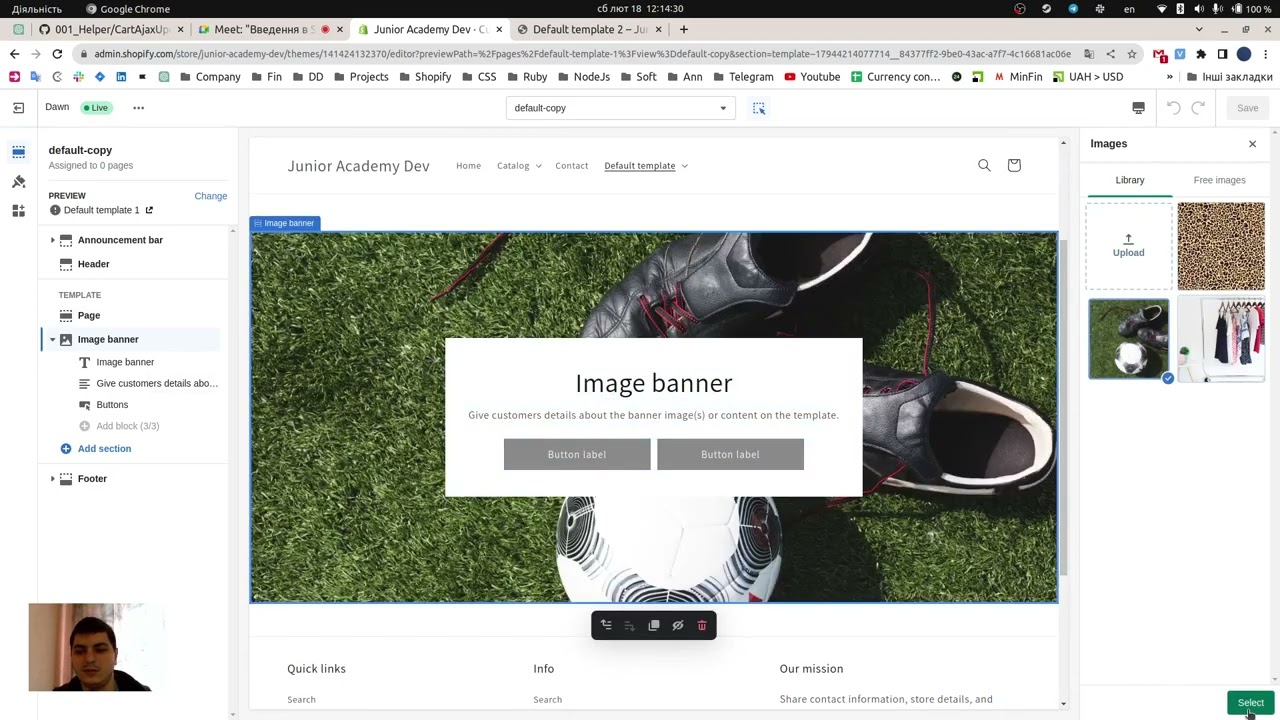 Діяльність Google Chrome сб лют 18 12:14:30 en 100 %
001_Helper/CartAjaxUp Meet: "Введення в S Junior Academy Dev · Cu Default template 2 – Jun
admin.shopify.com/store/junior-academy-dev/themes/141424132370/editor?previewPath=%2Fpages%2Fdefault-template-1%3Fview%3Ddefault-copy&section=template--17944214077714__84377ff2-9be0-43ac-a7f7-4c16681ac06e
Company Fin DD Projects Shopify CSS Ruby NodeJs Soft Ann Telegram Youtube Currency con… 24 MinFin UAH > USD » Інші закладки
Dawn Live default-copy Save
default-copy
Assigned to 0 pages
PREVIEW Change
Default template 1
Announcement bar
Header
TEMPLATE
Page
Image banner
Image banner
Give customers details abo...
Buttons
Add block (3/3)
Add section
Footer
Junior Academy Dev Home Catalog Contact Default template
Image banner
Image banner
Give customers details about the banner image(s) or content on the template.
Button label Button label
Quick links Info Our mission
Search Search Share contact information, store details, and
Images
Library Free images
Upload
Select